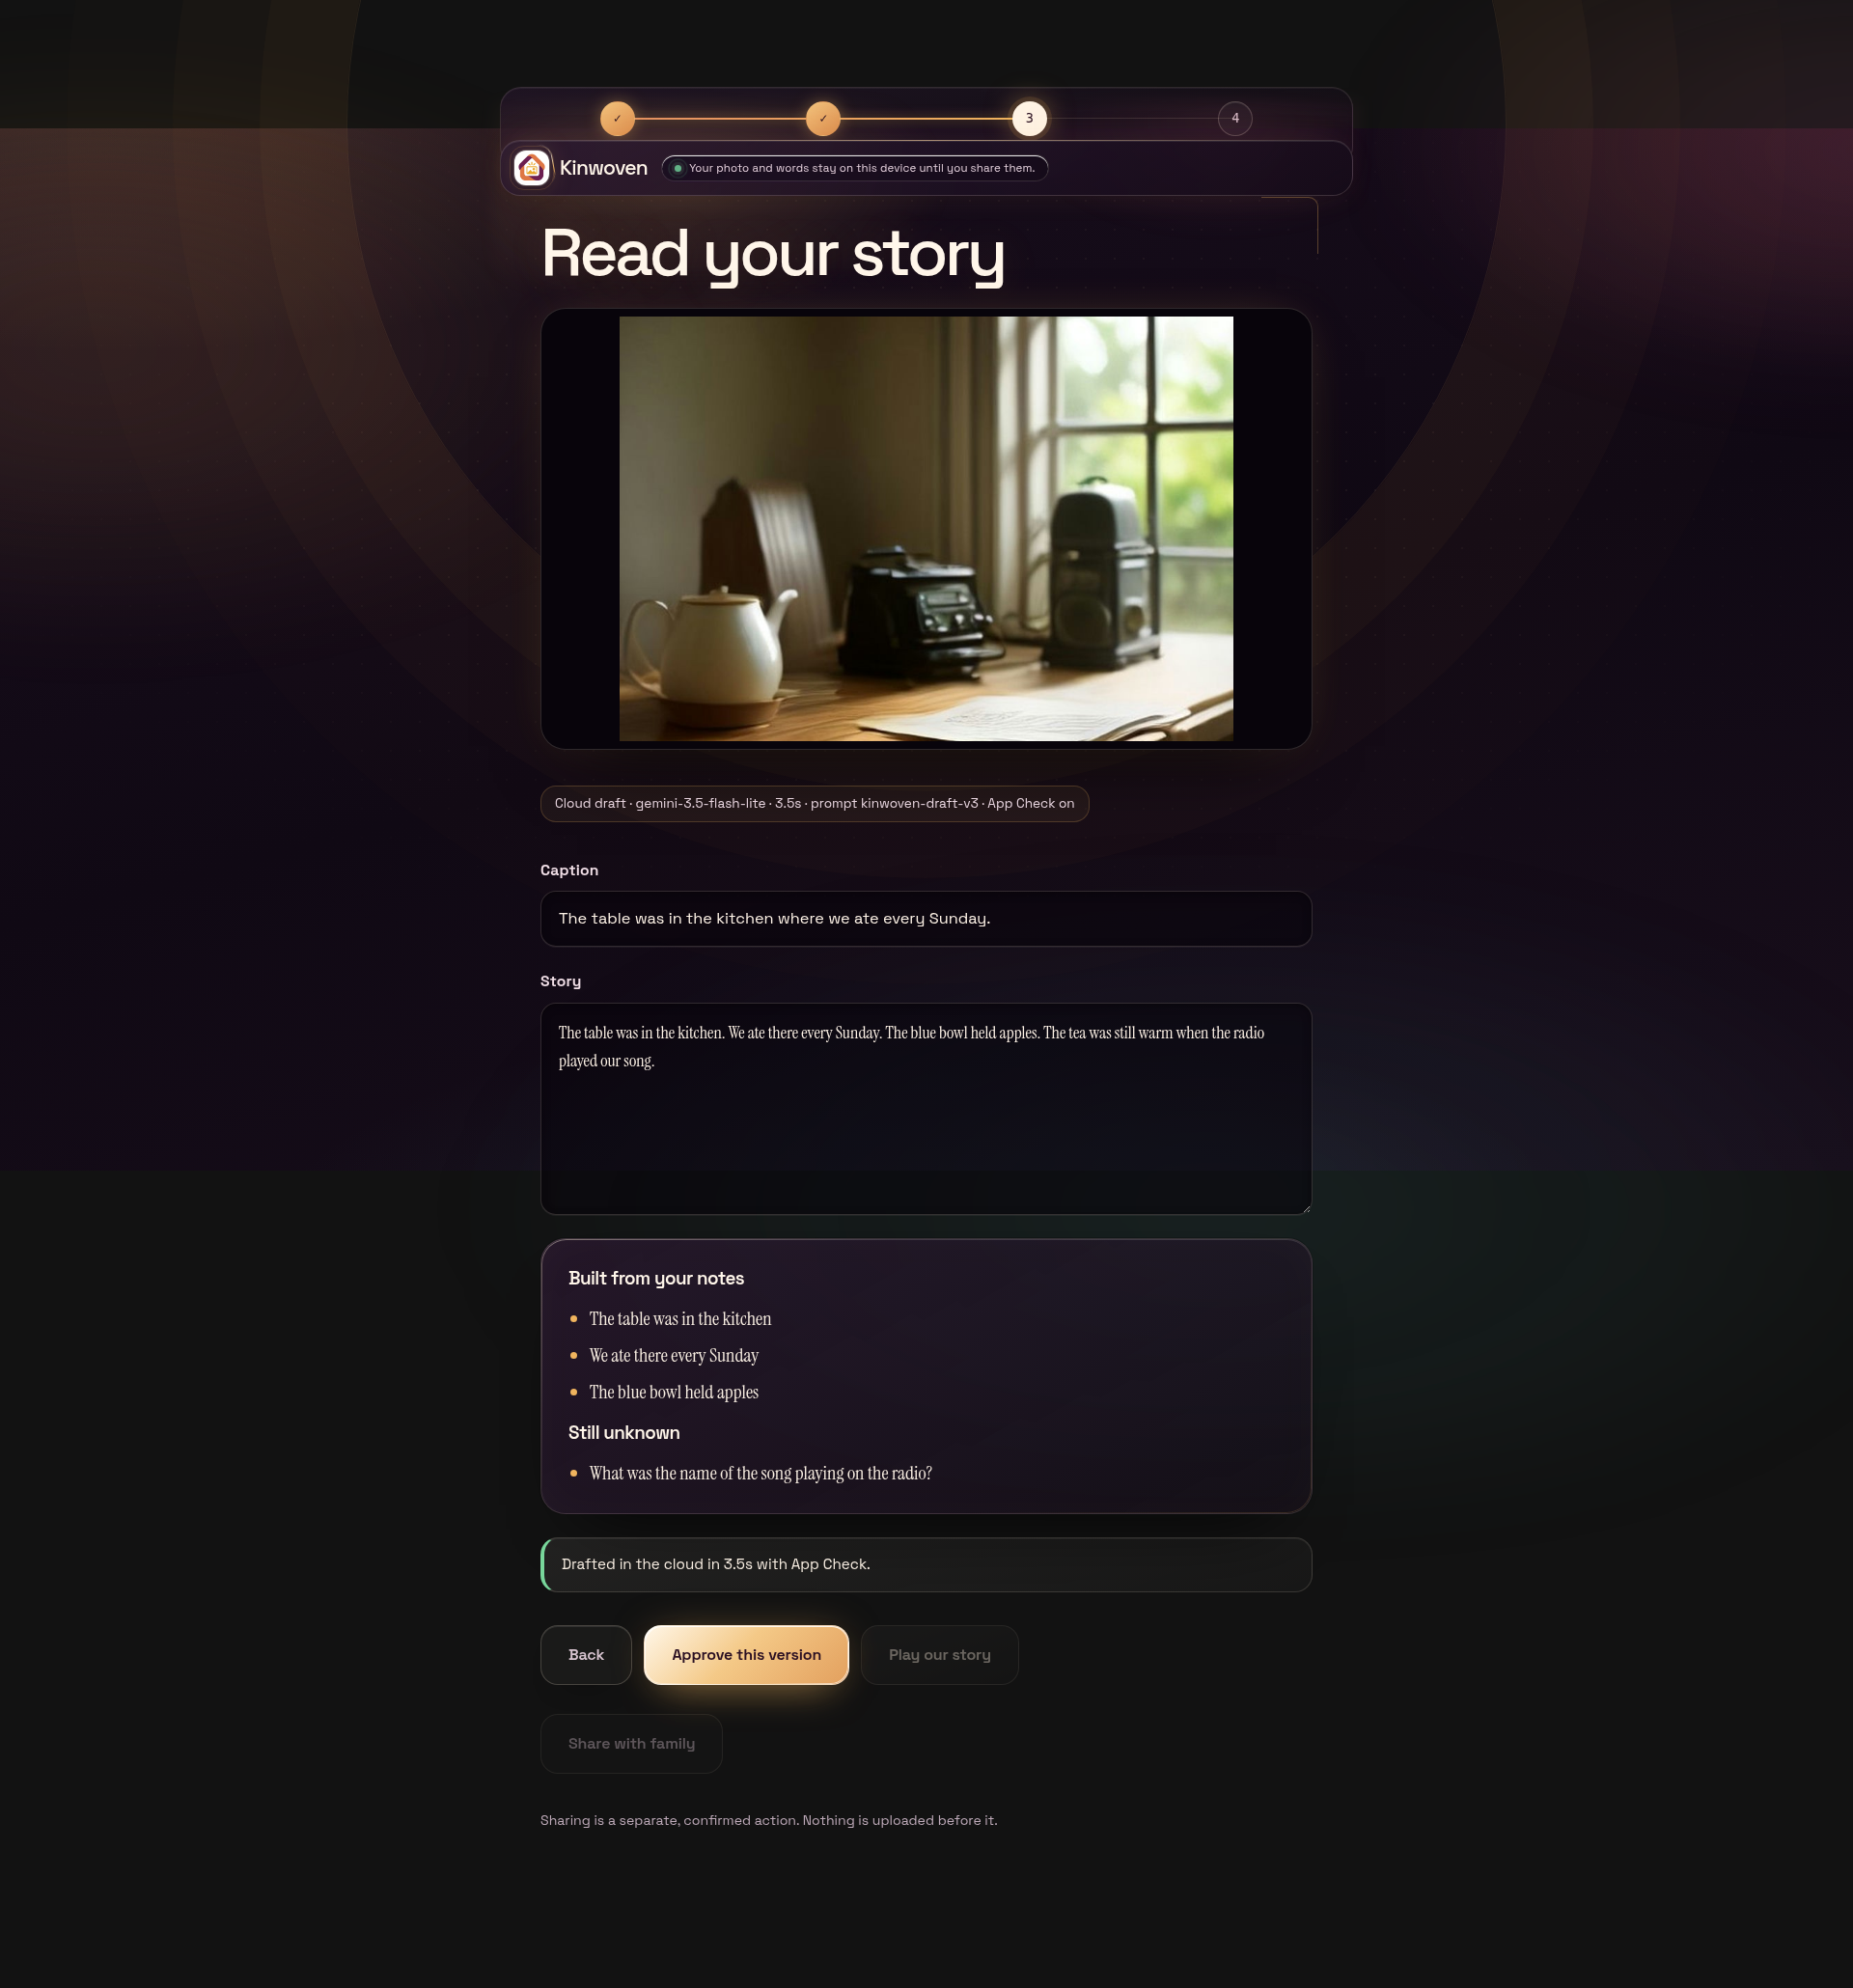 ✓ ✓ 3 4
Kinwoven
Your photo and words stay on this device until you share them.
Read your story
Cloud draft · gemini-3.5-flash-lite · 3.5s · prompt kinwoven-draft-v3 · App Check on
Caption
The table was in the kitchen where we ate every Sunday.
Story
The table was in the kitchen. We ate there every Sunday. The blue bowl held apples. The tea was still warm when the radio
played our song.
Built from your notes
The table was in the kitchen
We ate there every Sunday
The blue bowl held apples
Still unknown
What was the name of the song playing on the radio?
Drafted in the cloud in 3.5s with App Check.
Back
Approve this version
Play our story
Share with family
Sharing is a separate, confirmed action. Nothing is uploaded before it.